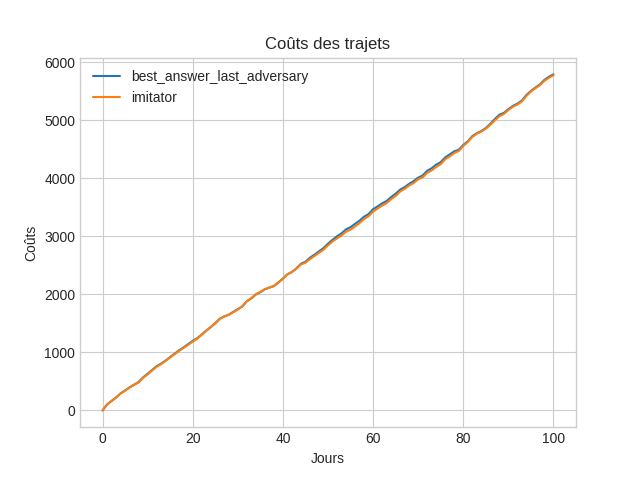 Coûts des trajets
best_answer_last_adversary
imitator
6000
5000
4000
3000
2000
1000
0
Coûts
0 20 40 60 80 100
Jours